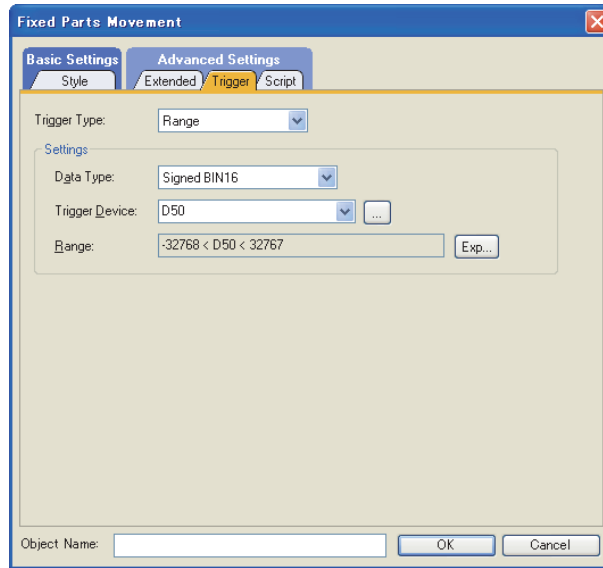 Fixed Parts Movement
Basic Settings Advanced Settings
Style Extended Trigger Script
Trigger Type: Range
Settings
Data Type: Signed BIN16
Trigger Device: D50 ...
Range: -32768 < D50 < 32767 Exp...
Object Name: OK Cancel